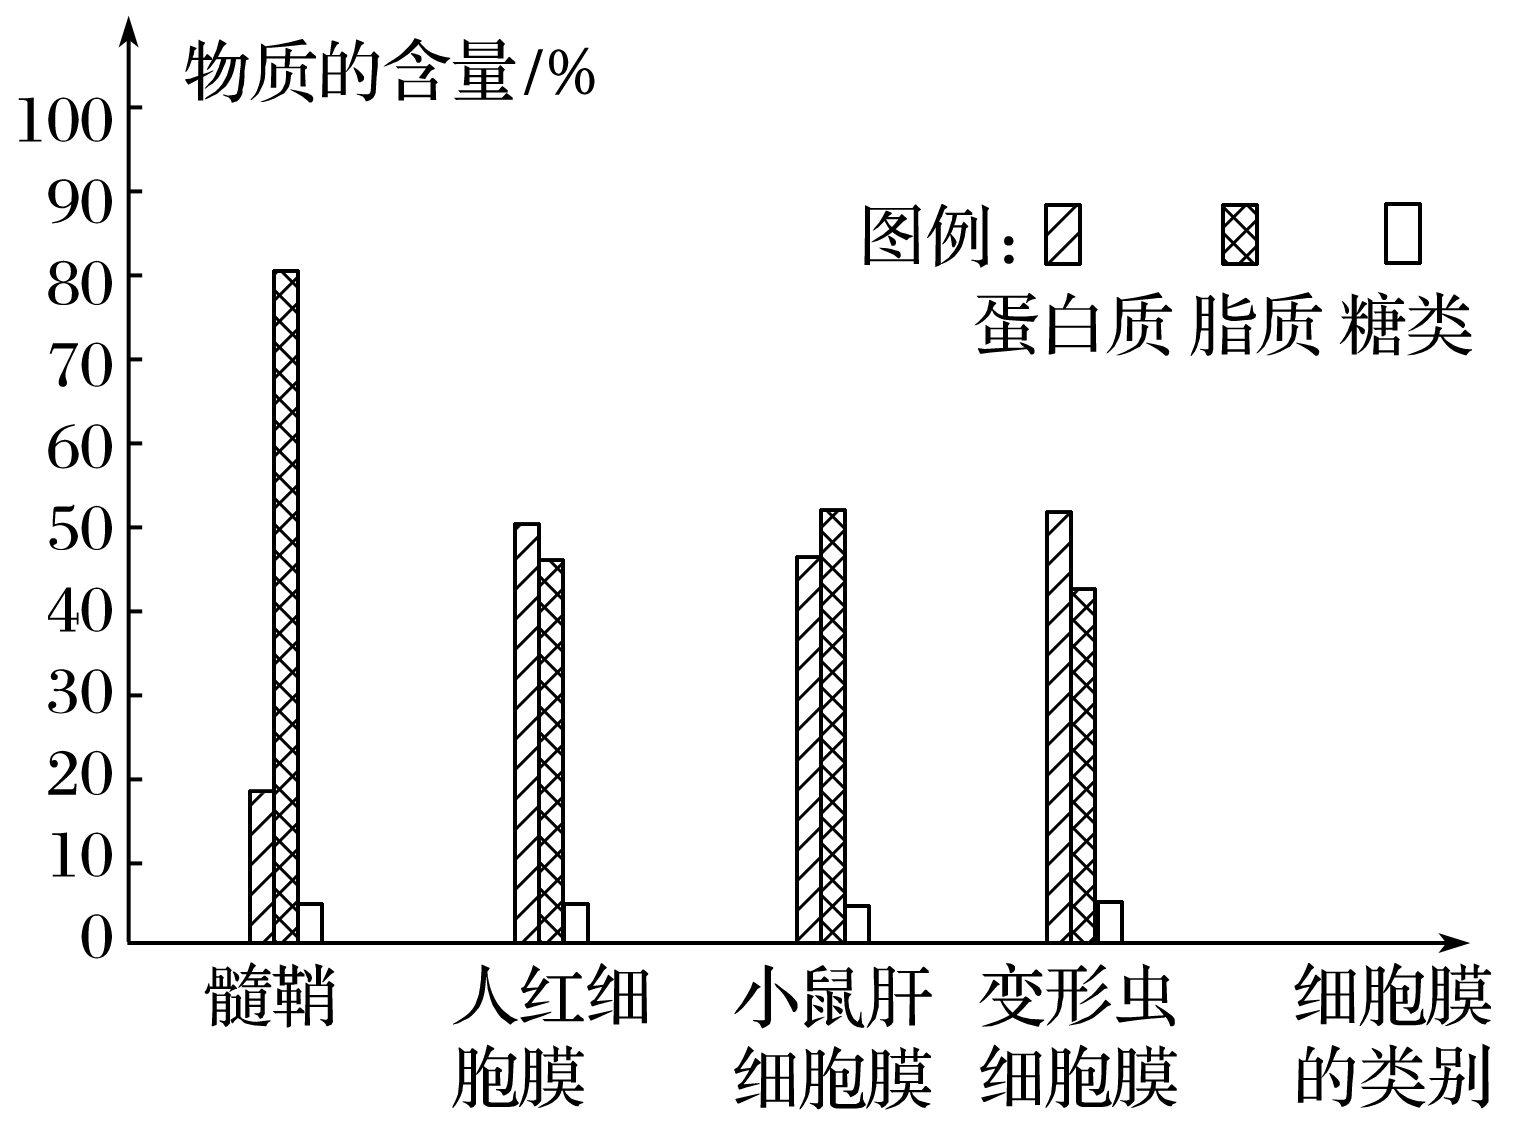 物质的含量/%
100
90
80
70
60
50
40
30
20
10
0
图例：
蛋白质 脂质 糖类
髓鞘
人红细
胞膜
小鼠肝
细胞膜
变形虫
细胞膜
细胞膜
的类别